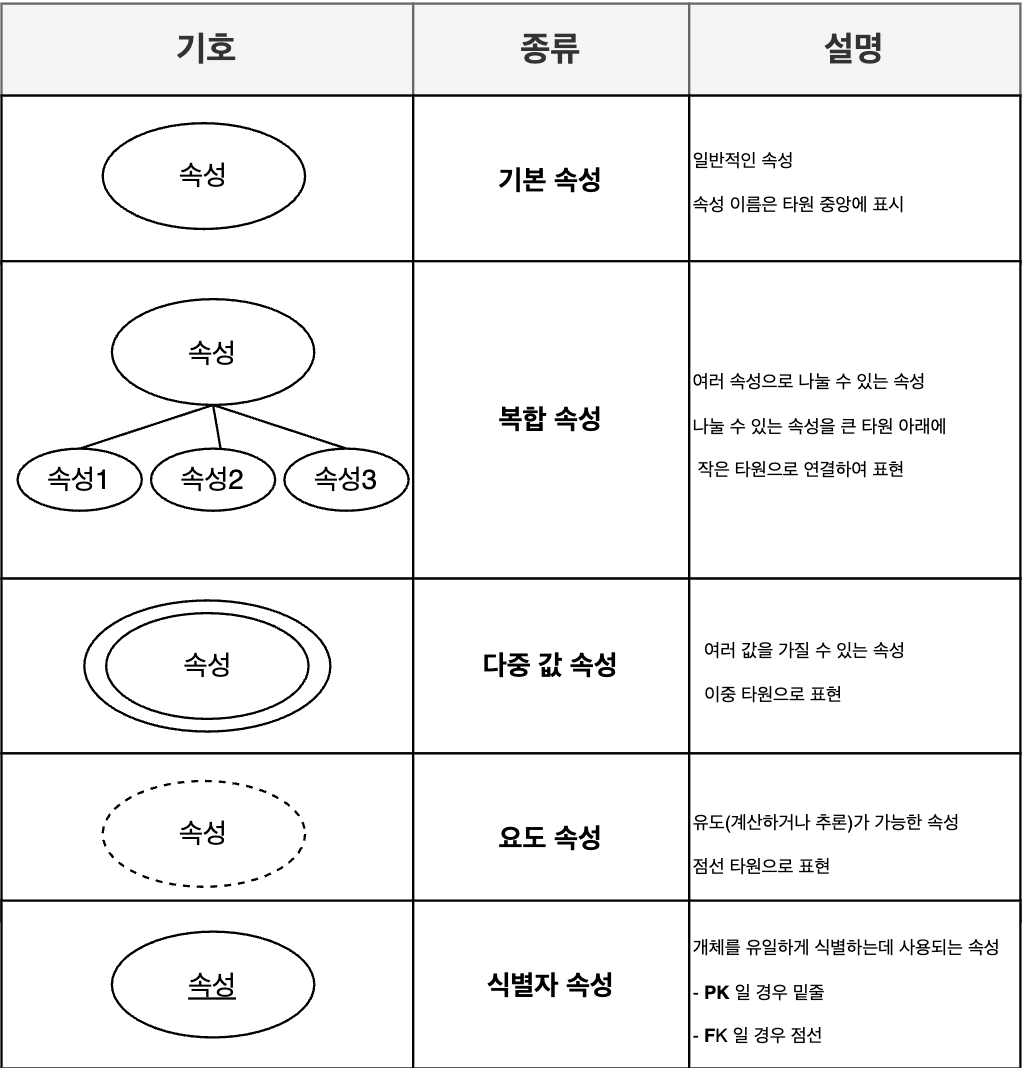 기호
종류
설명
속성
기본 속성
일반적인 속성
속성 이름은 타원 중앙에 표시
속성
속성1
속성2
속성3
복합 속성
여러 속성으로 나눌 수 있는 속성
나눌 수 있는 속성을 큰 타원 아래에
작은 타원으로 연결하여 표현
속성
다중 값 속성
여러 값을 가질 수 있는 속성
이중 타원으로 표현
속성
요도 속성
유도(계산하거나 추론)가 가능한 속성
점선 타원으로 표현
속성
식별자 속성
개체를 유일하게 식별하는데 사용되는 속성
- PK 일 경우 밑줄
- FK 일 경우 점선